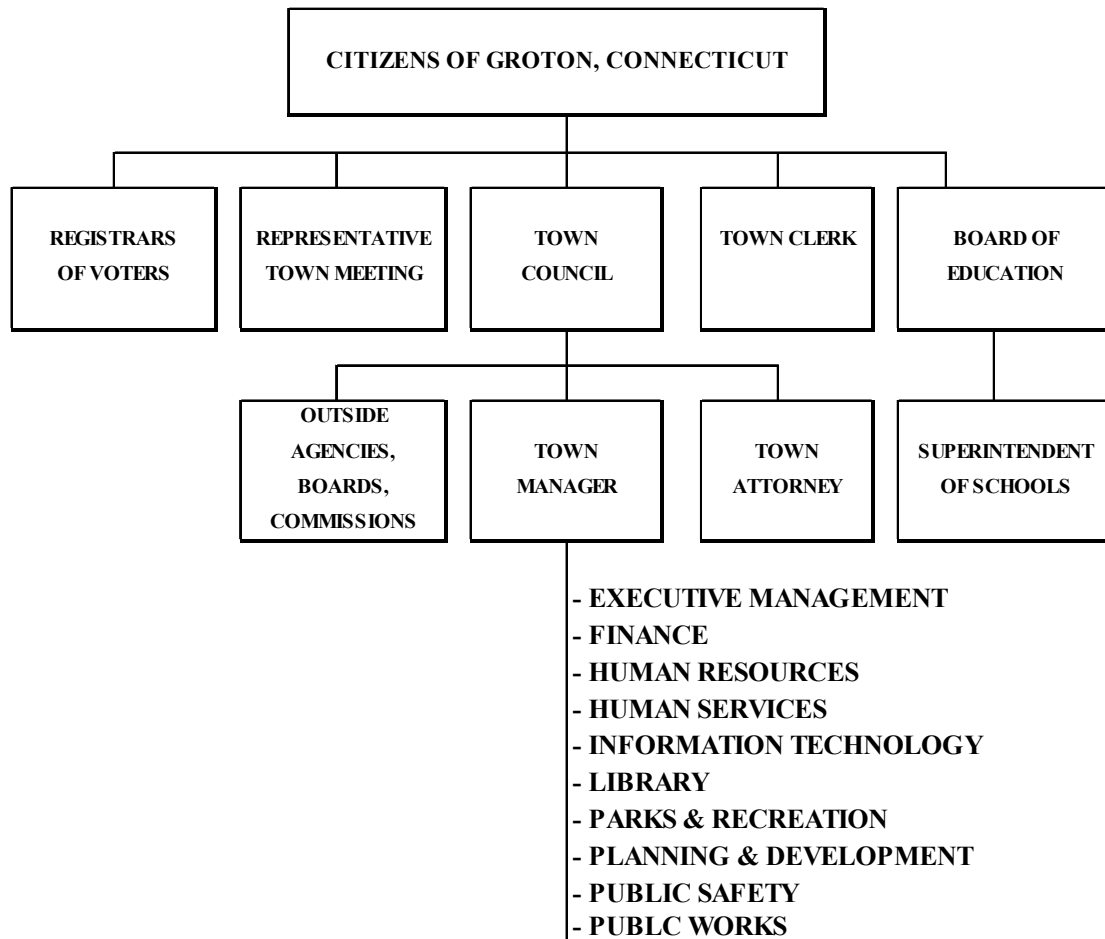 CITIZENS OF GROTON, CONNECTICUT
REGISTRARS
OF VOTERS
REPRESENTATIVE
TOWN MEETING
TOWN
COUNCIL
TOWN CLERK
BOARD OF
EDUCATION
OUTSIDE
AGENCIES,
BOARDS,
COMMISSIONS
TOWN
MANAGER
TOWN
ATTORNEY
SUPERINTENDENT
OF SCHOOLS
- EXECUTIVE MANAGEMENT
- FINANCE
- HUMAN RESOURCES
- HUMAN SERVICES
- INFORMATION TECHNOLOGY
- LIBRARY
- PARKS & RECREATION
- PLANNING & DEVELOPMENT
- PUBLIC SAFETY
- PUBLC WORKS